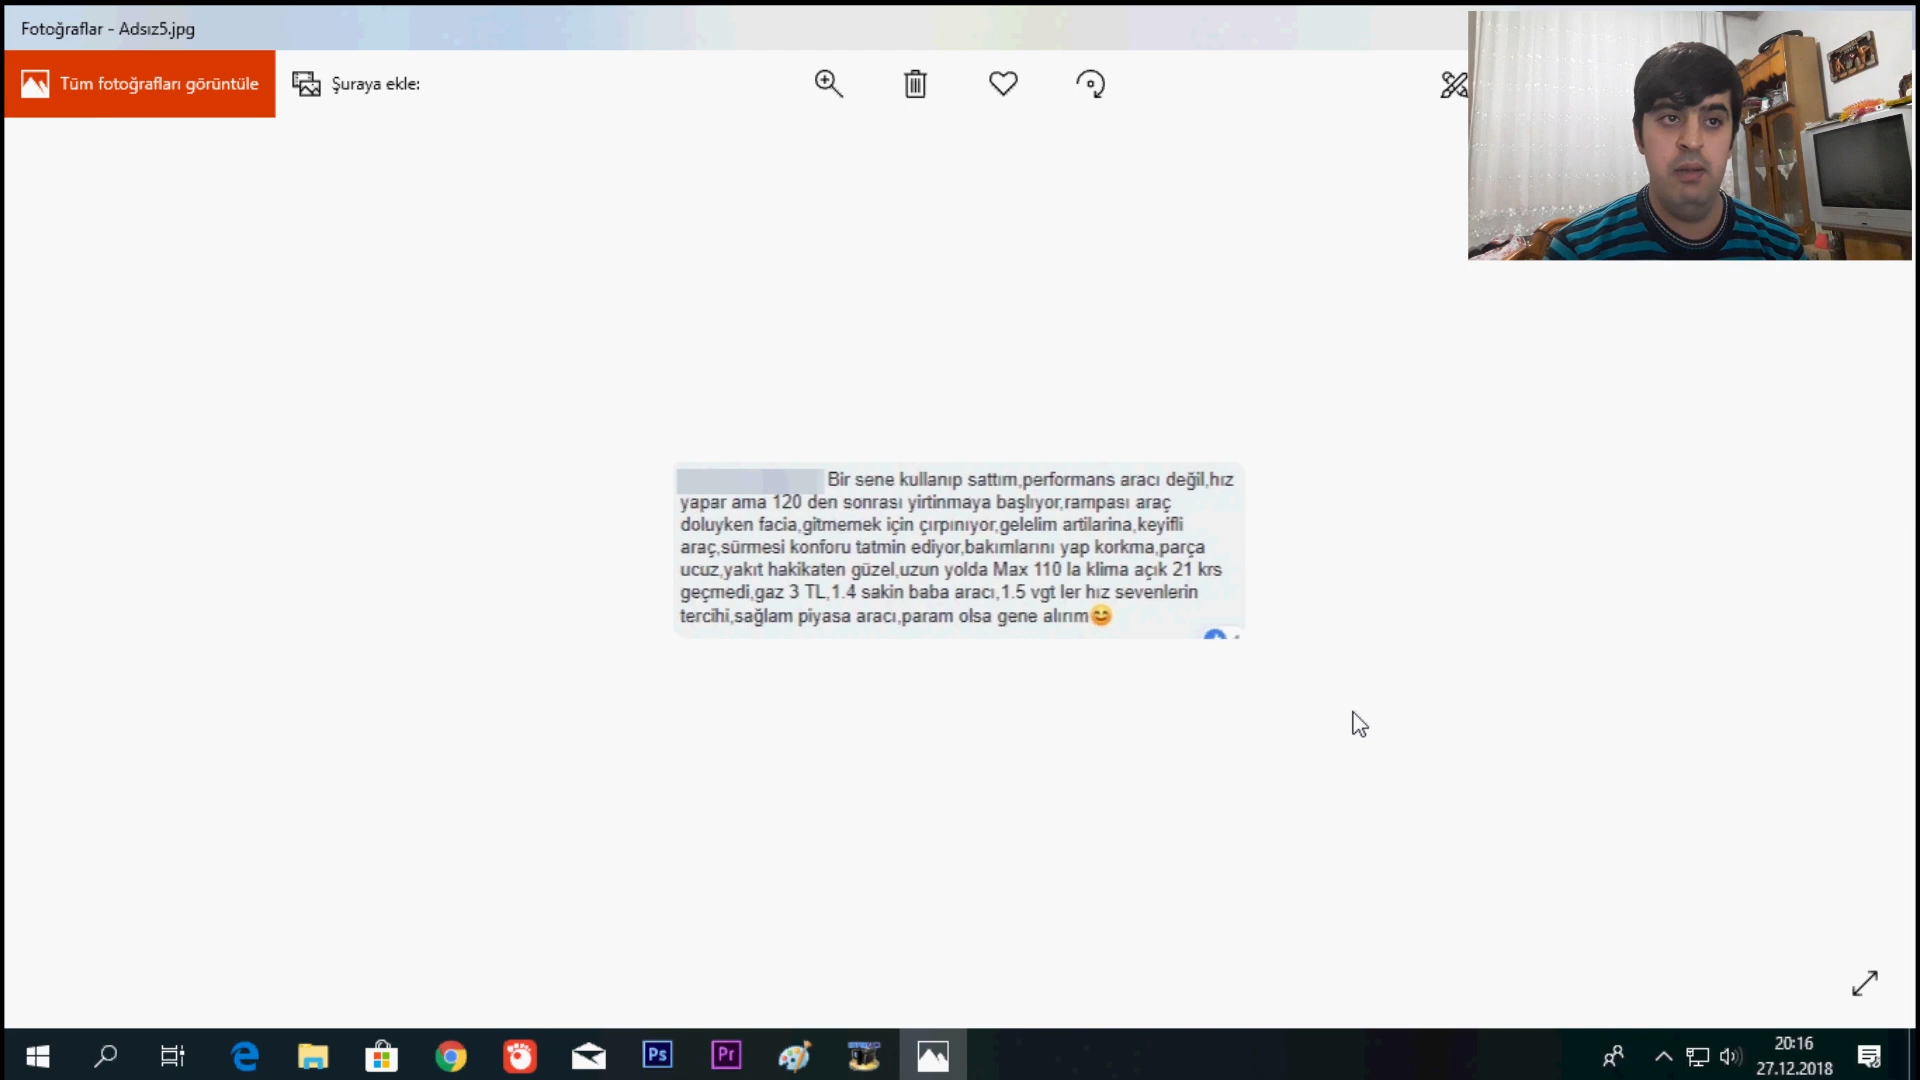 Fotoğraflar - Adsız5.jpg
Tüm fotoğrafları görüntüle
Şuraya ekle:
Bir sene kullanıp sattım,performans aracı değil,hız
yapar ama 120 den sonrası yirtinmaya başlıyor,rampası araç
doluyken facia,gitmemek için çırpınıyor,gelelim artilarina,keyifli
araç,sürmesi konforu tatmin ediyor,bakımlarını yap korkma,parça
ucuz,yakıt hakikaten güzel,uzun yolda Max 110 la klima açık 21 krs
geçmedi,gaz 3 TL,1.4 sakin baba aracı,1.5 vgt ler hız sevenlerin
tercihi,sağlam piyasa aracı,param olsa gene alırım😊
Ps
Pr
20:16
27.12.2018